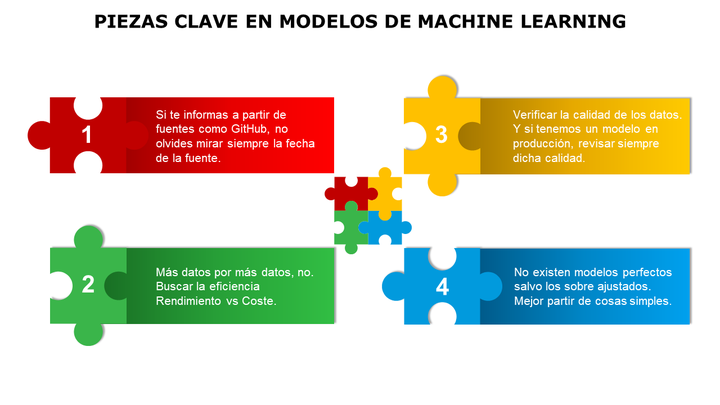 PIEZAS CLAVE EN MODELOS DE MACHINE LEARNING
1
Si te informas a partir de
fuentes como GitHub, no
olvides mirar siempre la fecha
de la fuente.
2
Más datos por más datos, no.
Buscar la eficiencia
Rendimiento vs Coste.
3
Verificar la calidad de los datos.
Y si tenemos un modelo en
producción, revisar siempre
dicha calidad.
4
No existen modelos perfectos
salvo los sobre ajustados.
Mejor partir de cosas simples.